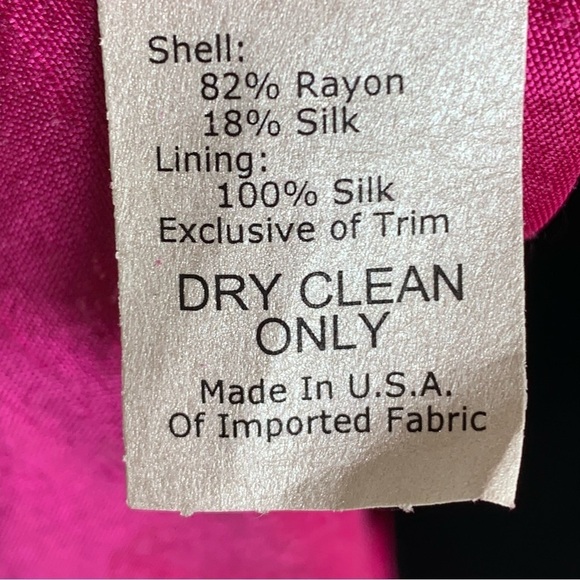 Shell:
82% Rayon
18% Silk
Lining:
100% Silk
Exclusive of Trim
DRY CLEAN
ONLY
Made In U.S.A.
Of Imported Fabric